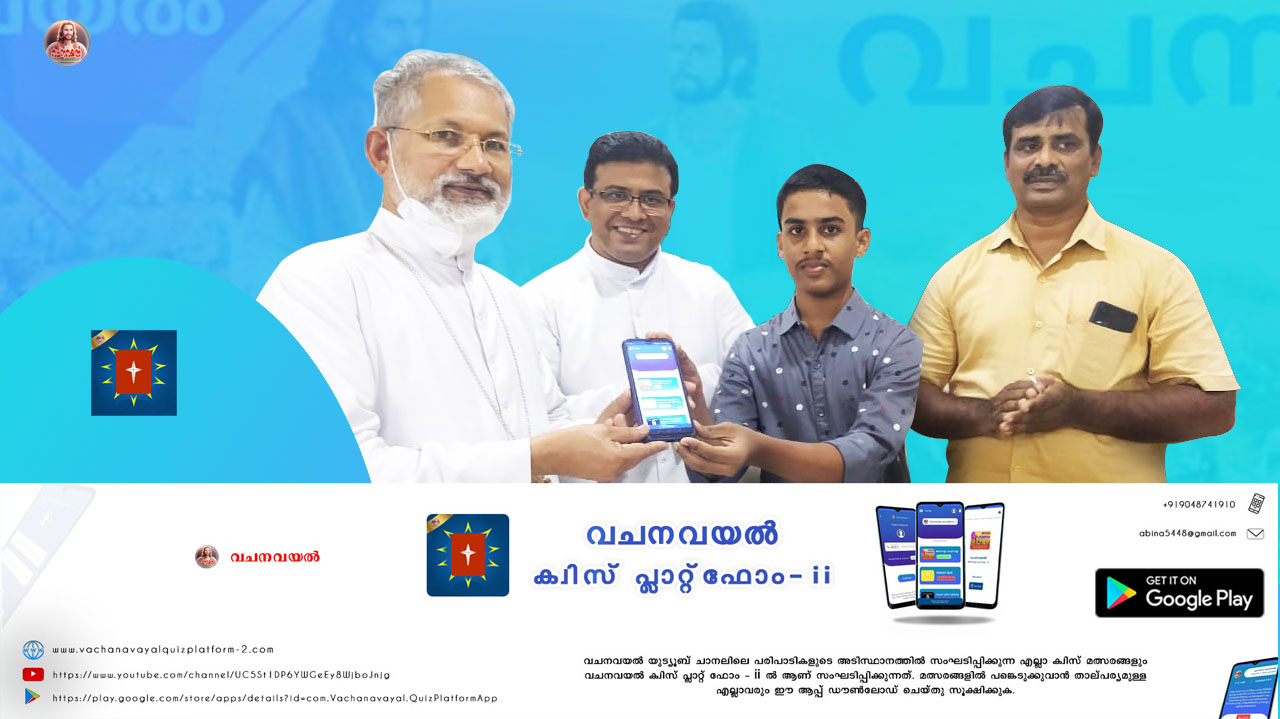 വചന
വചനവയൽ
വചനവയൽ
ക്വിസ് പ്ലാറ്റ്ഫോം - ii
+919048741910
abina5448@gmail.com
GET IT ON
Google Play
www.vachanavayalquizplatform-2.com
https://www.youtube.com/channel/UC5St1DP6YWGeEy8WjboJnjg
https://play.google.com/store/apps/details?id=com.Vachanavayal.QuizPlatformApp
വചനവയൽ യുട്യൂബ് ചാനലിലെ പരിപാടികളുടെ അടിസ്ഥാനത്തിൽ സംഘടിപ്പിക്കുന്ന എല്ലാ ക്വിസ് മത്സരങ്ങളും
വചനവയൽ ക്വിസ് പ്ലാറ്റ് ഫോം - ii ൽ ആണ് സംഘടിപ്പിക്കുന്നത്. മത്സരങ്ങളിൽ പങ്കെടുക്കുവാൻ താല്പര്യമുള്ള
എല്ലാവരും ഈ ആപ്പ് ഡൗൺലോഡ് ചെയ്തു സൂക്ഷിക്കുക.